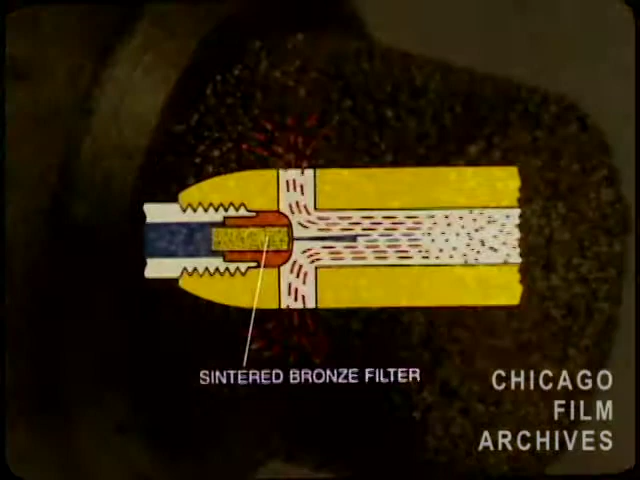 SINTERED BRONZE FILTER
CHICAGO
FILM
ARCHIVES